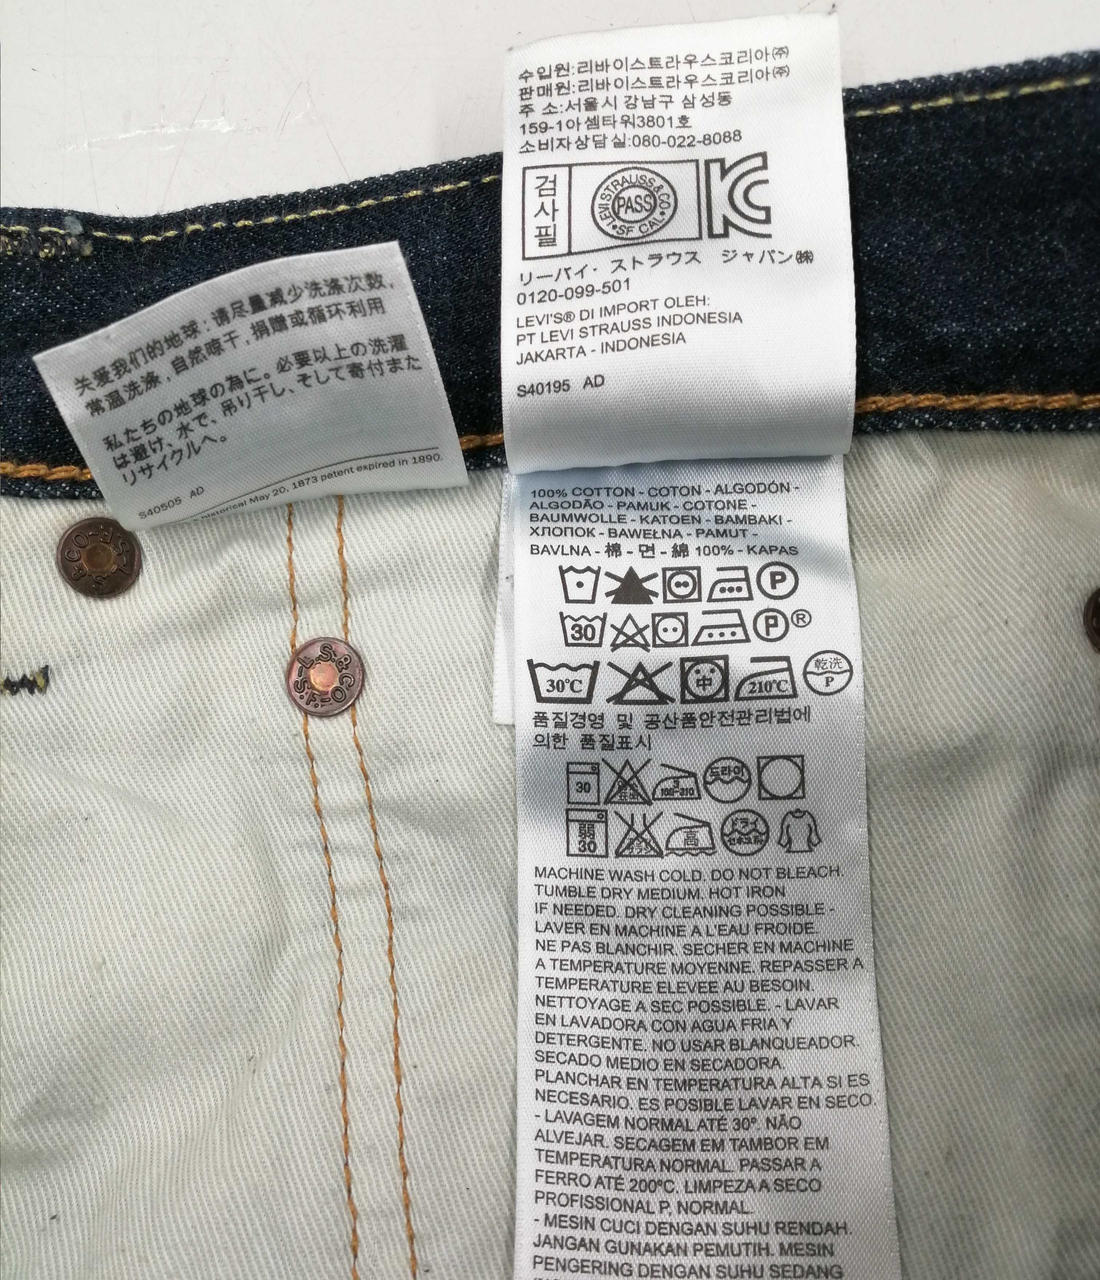 关爱我们的地球:请尽量减少洗涤次数,
常温洗涤,自然晾干,捐赠或循环利用
私たちの地球の為に。必要以上の洗濯
は避け、水で、吊り干し、そして寄付また
リサイクルへ。
S40505 AD
historical May 20, 1873 patent expired in 1890.
수입원:리바이스트라우스코리아㈜
판매원:리바이스트라우스코리아㈜
주 소:서울시 강남구 삼성동
159-1아셈타워3801호
소비자상담실:080-022-8088
검사필
LEVI STRAUSS & CO.
PASS
SF CAL
KC
リーバイ・ストラウス ジャパン㈱
0120-099-501
LEVI'S® DI IMPORT OLEH:
PT LEVI STRAUSS INDONESIA
JAKARTA - INDONESIA
S40195 AD
100% COTTON - COTON - ALGODÓN -
ALGODÃO - PAMUK - COTONE -
BAUMWOLLE - KATOEN - BAMBAKI -
ХЛОПОК - BAWEŁNA - PAMUT -
BAVLNA - 棉 - 면 - 綿 100% - KAPAS
P
30 P®
30°C 中 210°C 乾洗 P
품질경영 및 공산품안전관리법에
의한 품질표시
30 드라이
弱 30 高 ドライ
MACHINE WASH COLD. DO NOT BLEACH.
TUMBLE DRY MEDIUM. HOT IRON
IF NEEDED. DRY CLEANING POSSIBLE -
LAVER EN MACHINE A L'EAU FROIDE.
NE PAS BLANCHIR. SECHER EN MACHINE
A TEMPERATURE MOYENNE. REPASSER A
TEMPERATURE ELEVEE AU BESOIN.
NETTOYAGE A SEC POSSIBLE. - LAVAR
EN LAVADORA CON AGUA FRIA Y
DETERGENTE. NO USAR BLANQUEADOR.
SECADO MEDIO EN SECADORA.
PLANCHAR EN TEMPERATURA ALTA SI ES
NECESARIO. ES POSIBLE LAVAR EN SECO.
- LAVAGEM NORMAL ATÉ 30º. NÃO
ALVEJAR. SECAGEM EM TAMBOR EM
TEMPERATURA NORMAL. PASSAR A
FERRO ATÉ 200ºC. LIMPEZA A SECO
PROFISSIONAL P, NORMAL.
- MESIN CUCI DENGAN SUHU RENDAH.
JANGAN GUNAKAN PEMUTIH. MESIN
PENGERING DENGAN SUHU SEDANG
L.S.&CO-S.F-